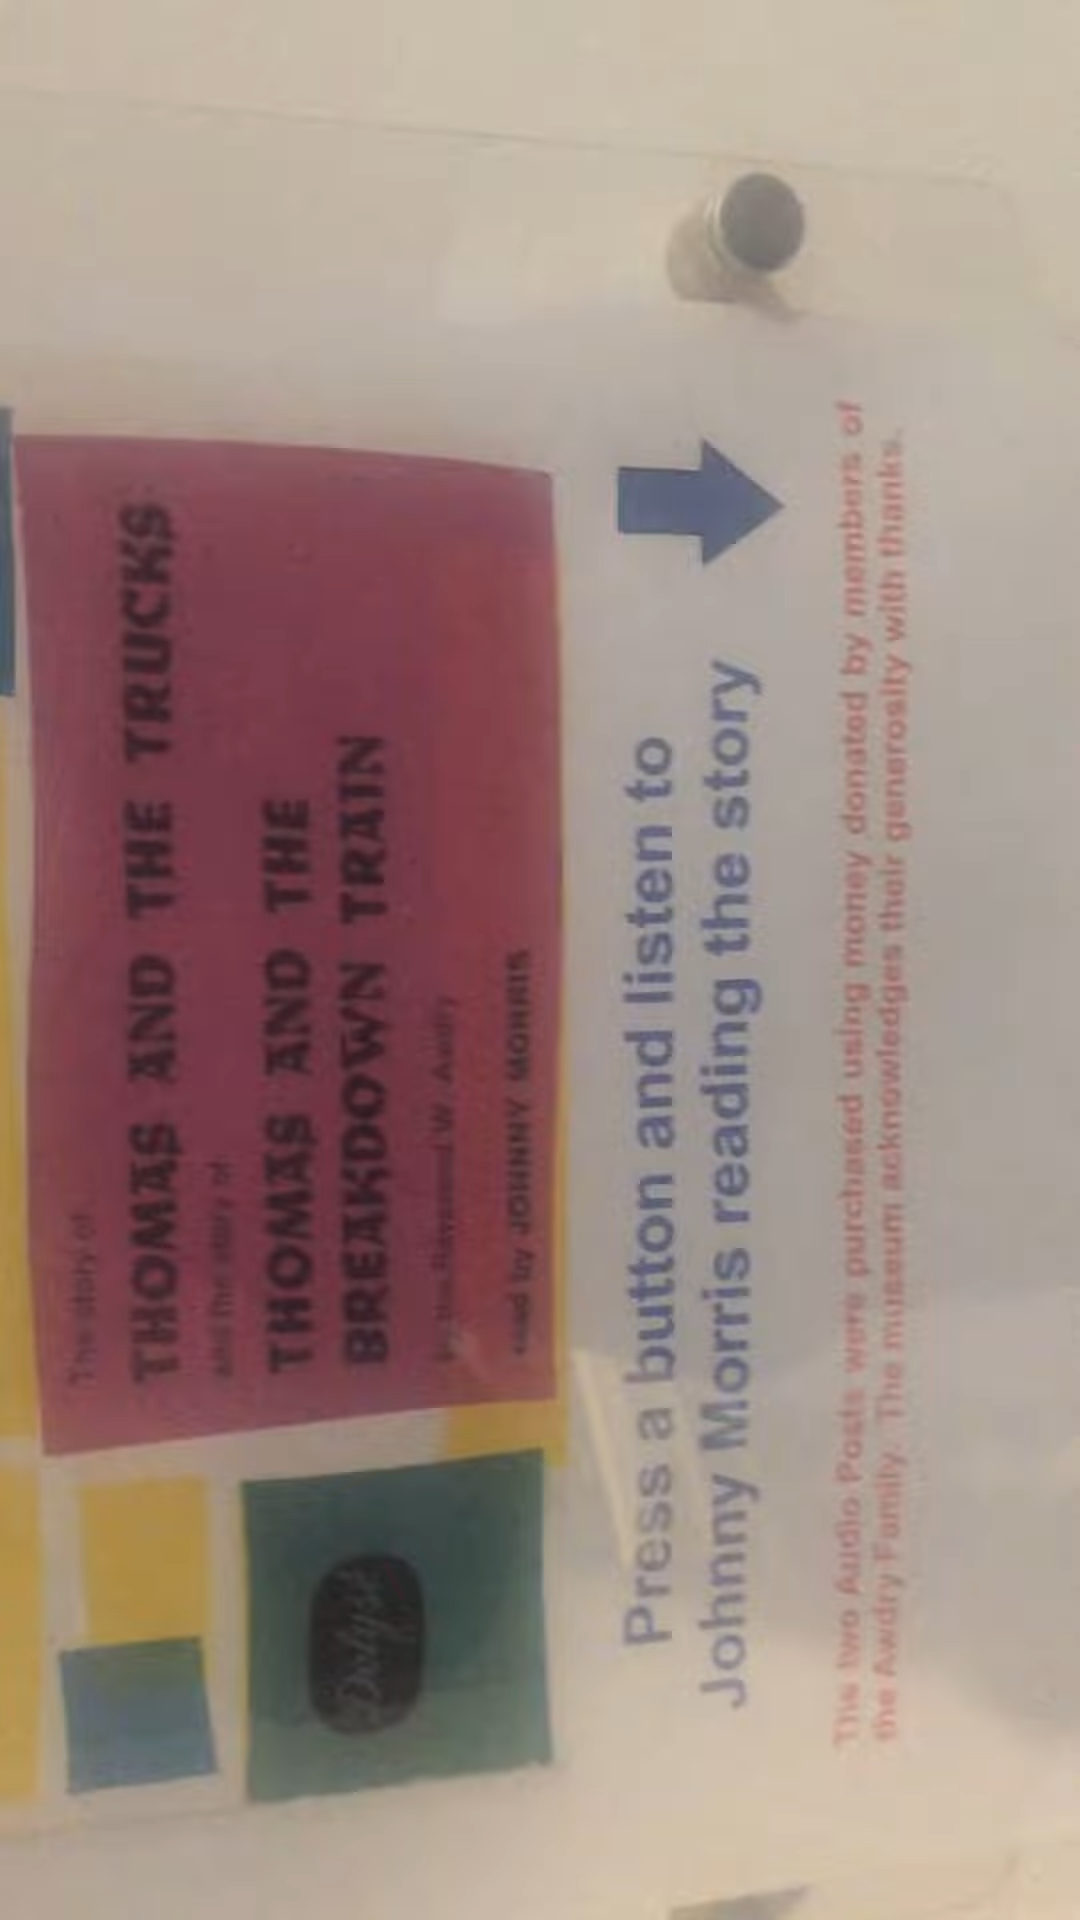 The story of
THOMAS AND THE TRUCKS
and the story of
THOMAS AND THE
BREAKDOWN TRAIN
by the Reverend W. Awdry
read by JOHNNY MORRIS
Delysé
Press a button and listen to
Johnny Morris reading the story
The two Audio Posts were purchased using money donated by members of
the Awdry Family. The museum acknowledges their generosity with thanks.